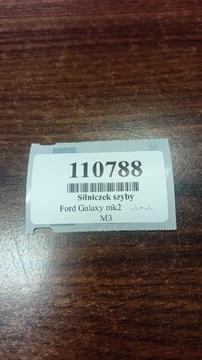 110788
Silniczek szyby
Ford Galaxy mk2 ../.. - ../..
M3